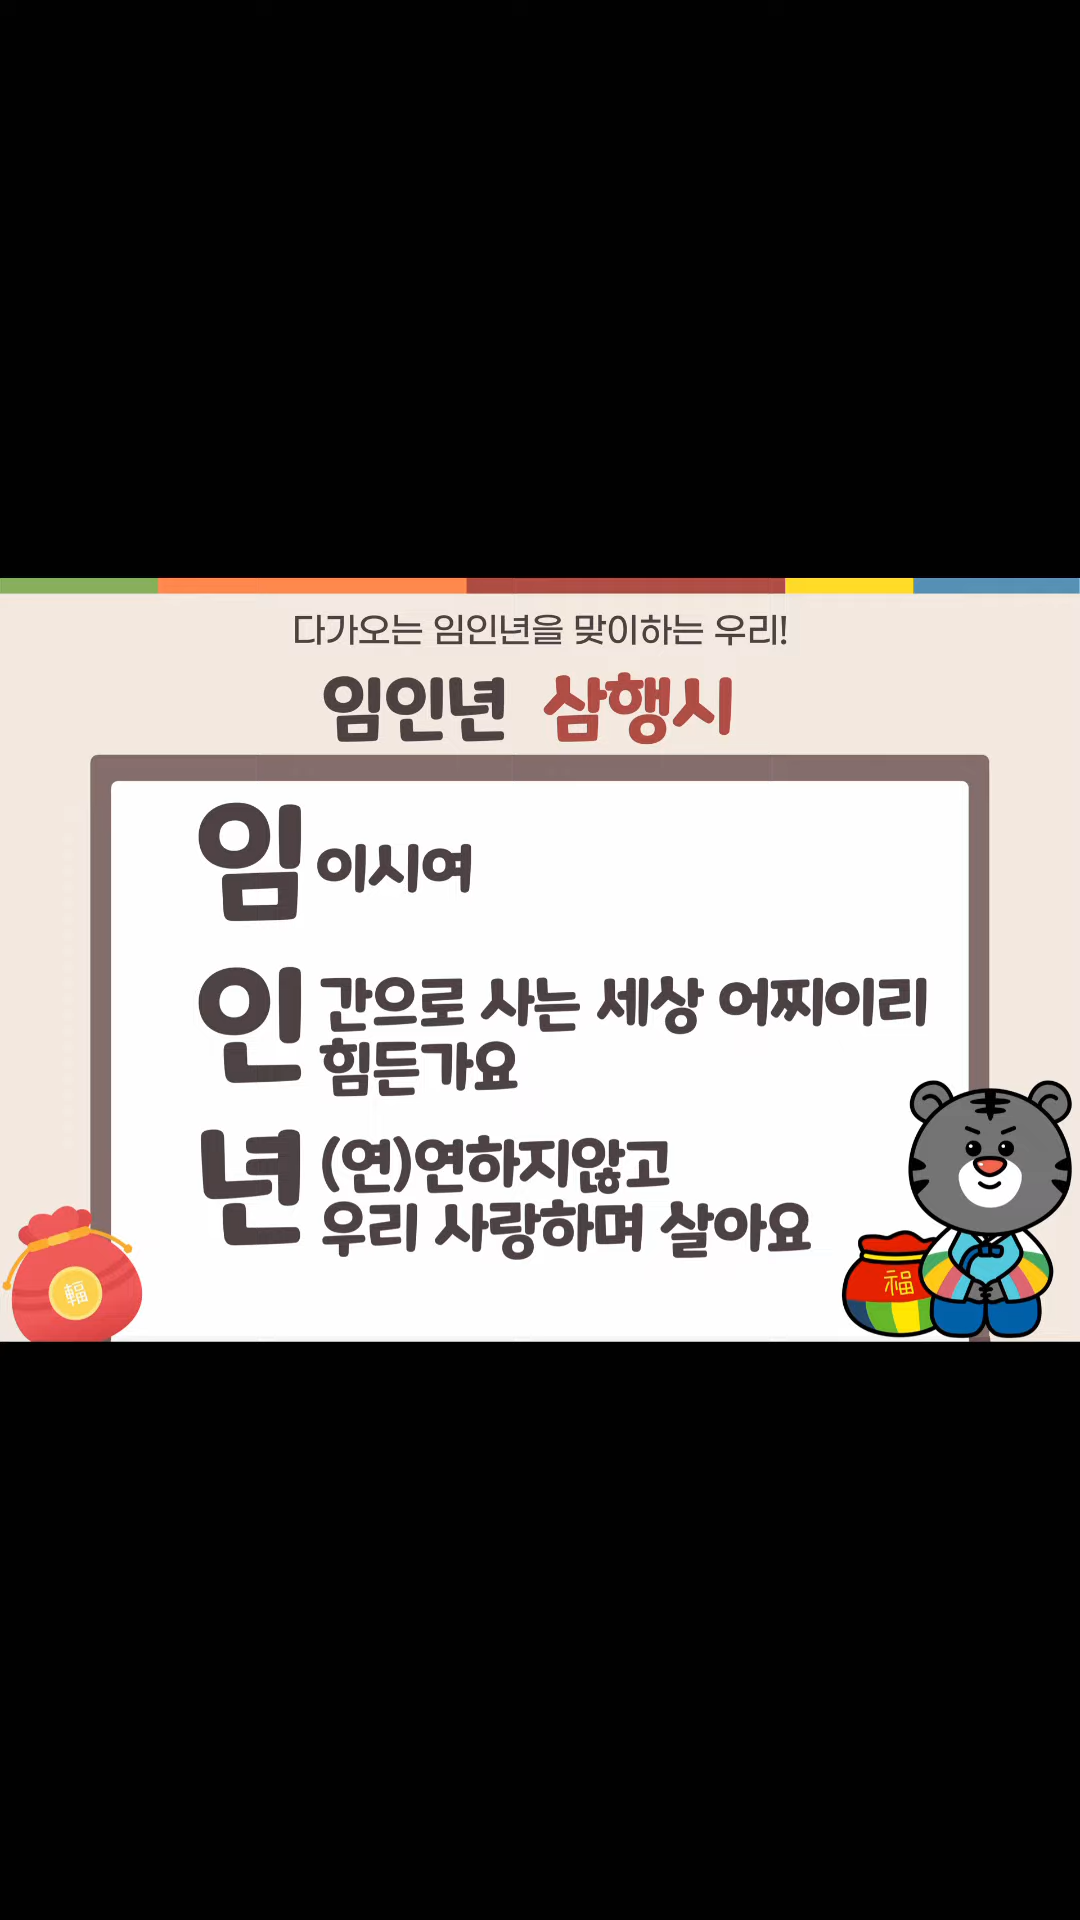 다가오는 임인년을 맞이하는 우리!
임인년 삼행시
임이시여
인간으로 사는 세상 어찌이리
힘든가요
년(연)연하지않고
우리 사랑하며 살아요
輻
福